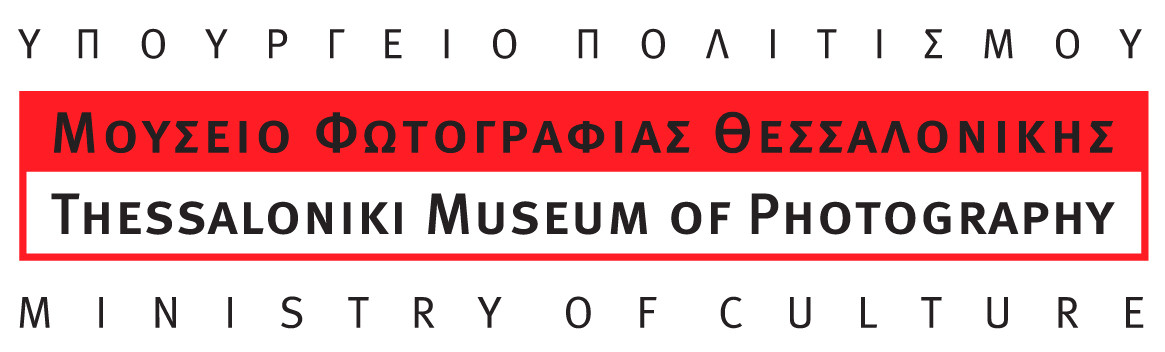 ΥΠΟΥΡΓΕΙΟ ΠΟΛΙΤΙΣΜΟΥ
ΜΟΥΣΕΙΟ ΦΩΤΟΓΡΑΦΙΑΣ ΘΕΣΣΑΛΟΝΙΚΗΣ
THESSALONIKI MUSEUM OF PHOTOGRAPHY
MINISTRY OF CULTURE